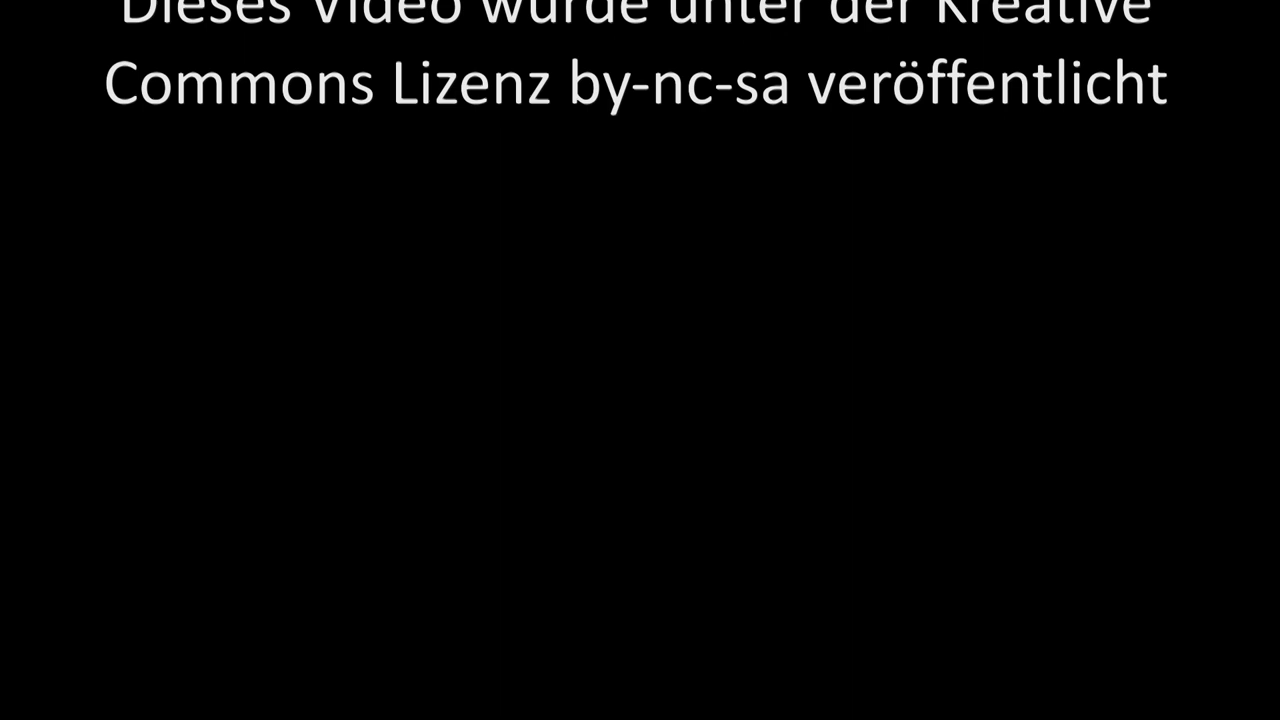 Dieses Video wurde unter der Kreative
Commons Lizenz by-nc-sa veröffentlicht